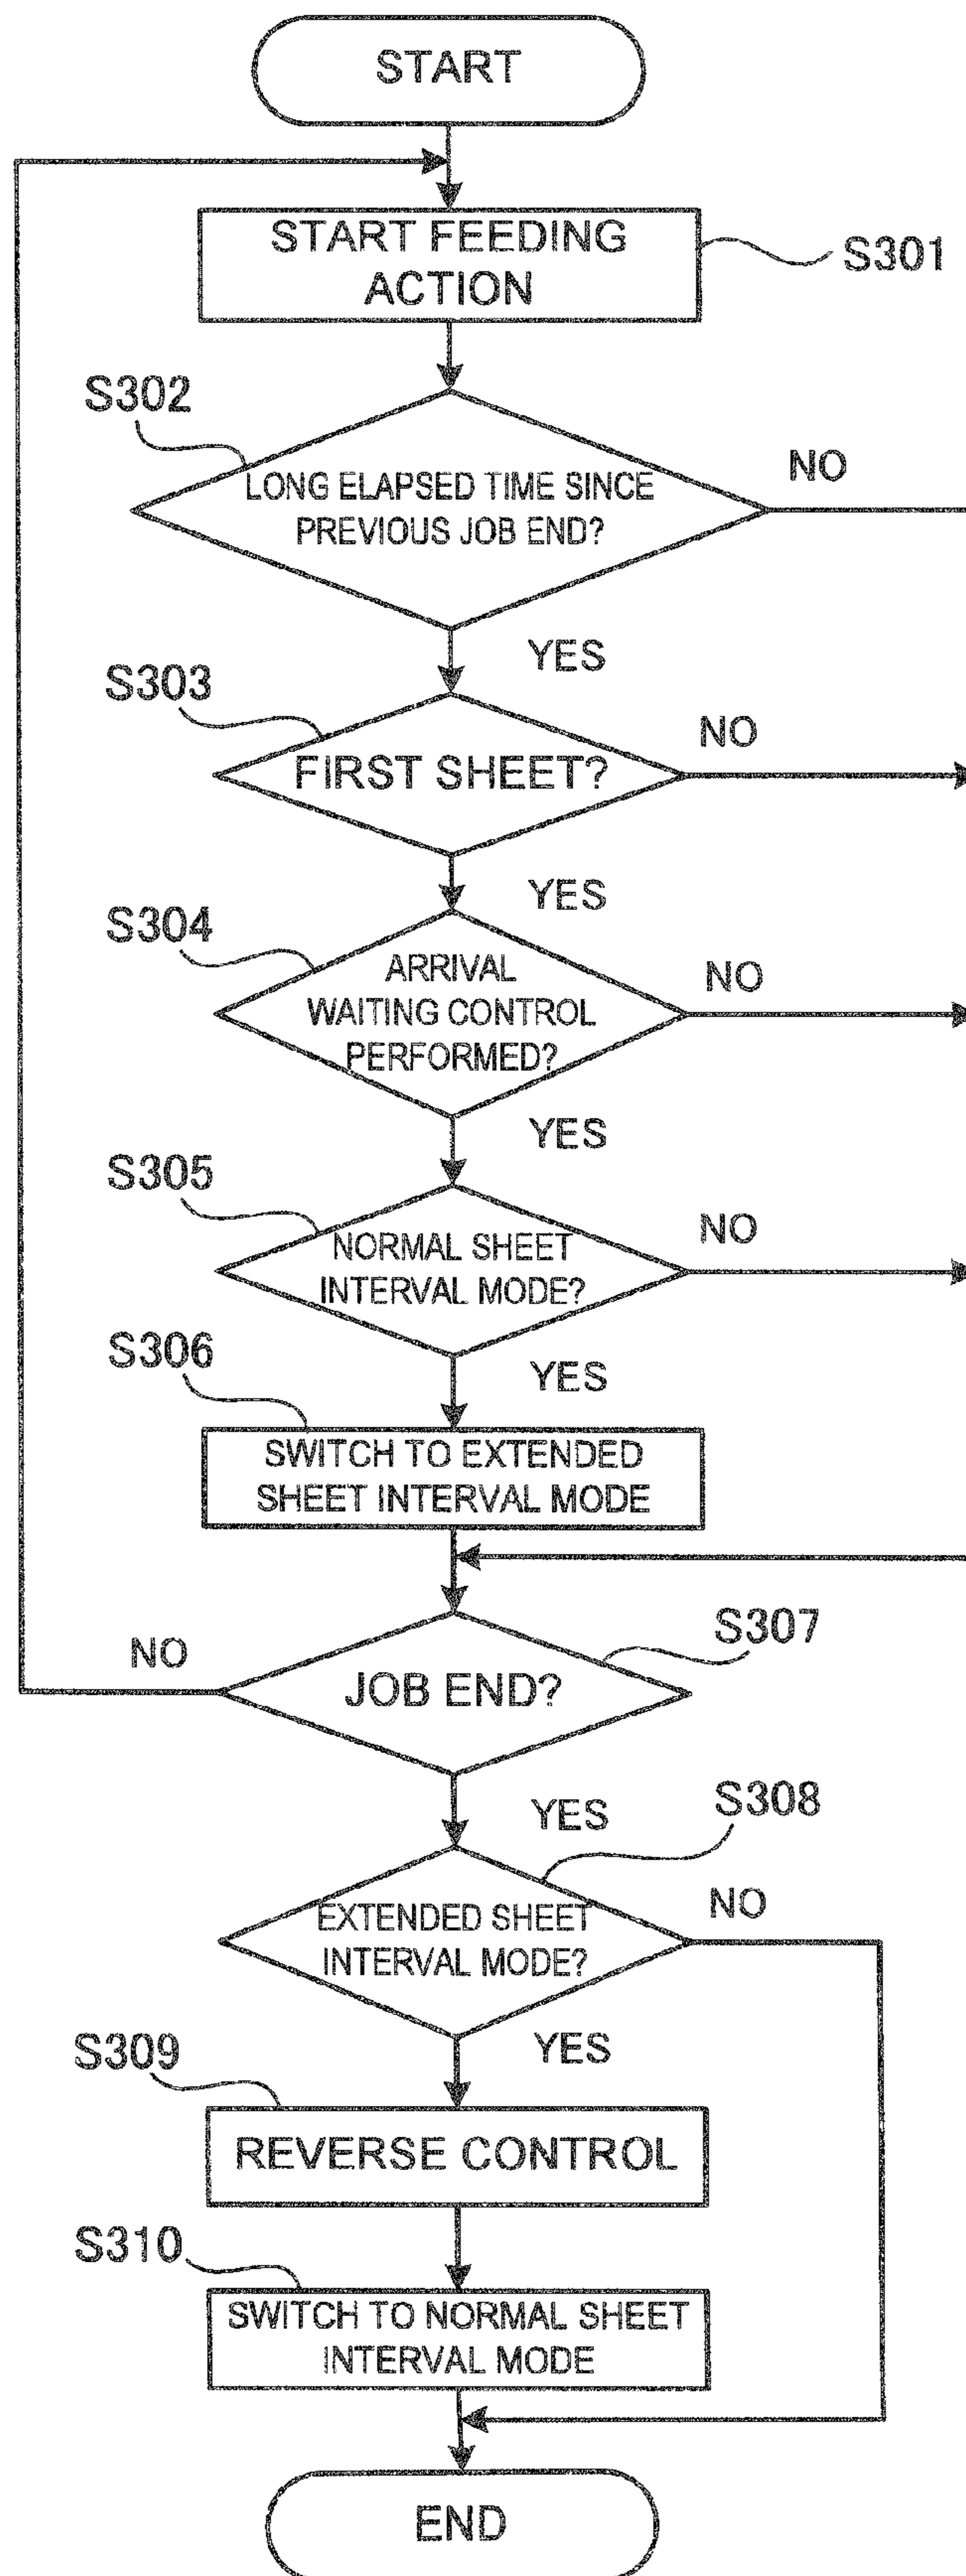 START
START FEEDING
ACTION
S301
S302
LONG ELAPSED TIME SINCE
PREVIOUS JOB END?
NO
YES
S303
FIRST SHEET?
NO
YES
S304
ARRIVAL
WAITING CONTROL
PERFORMED?
NO
YES
S305
NORMAL SHEET
INTERVAL MODE?
NO
YES
S306
SWITCH TO EXTENDED
SHEET INTERVAL MODE
S307
JOB END?
NO
YES
S308
EXTENDED SHEET
INTERVAL MODE?
NO
YES
S309
REVERSE CONTROL
S310
SWITCH TO NORMAL SHEET
INTERVAL MODE
END